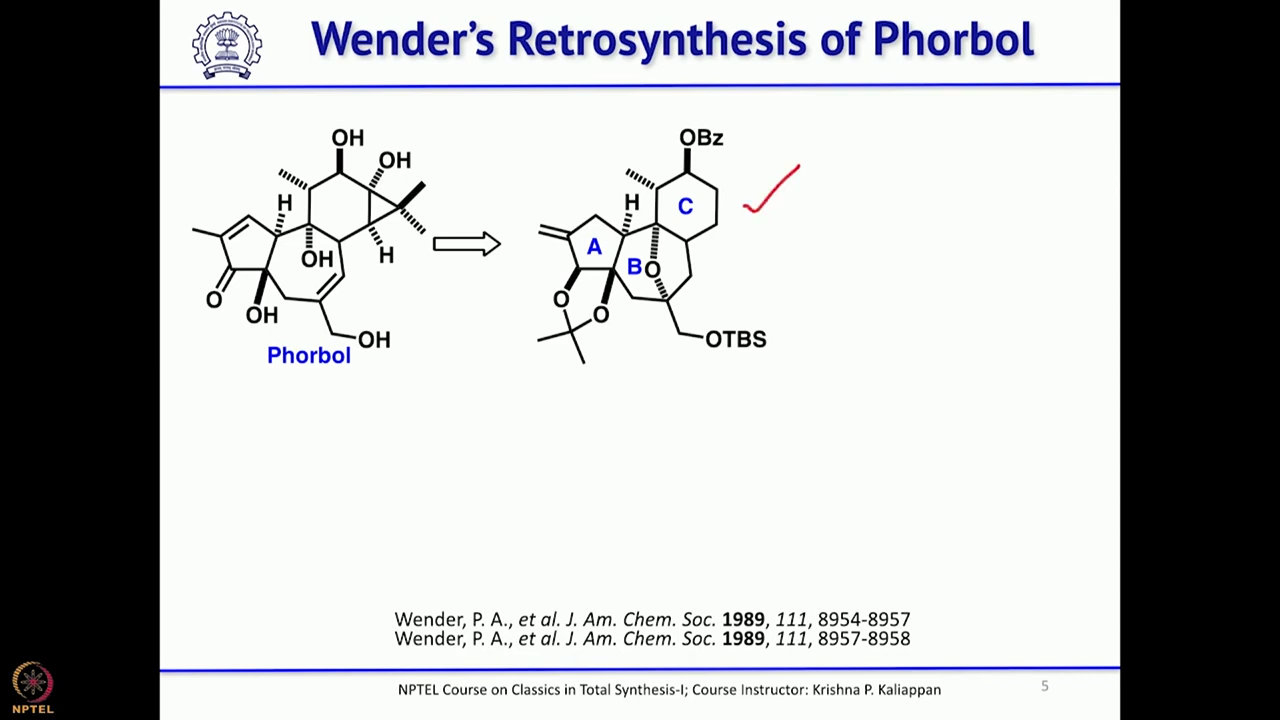 Wender's Retrosynthesis of Phorbol
OH
OH
H
OH
H
O
OH
OH
Phorbol
OBz
H
C
A
B
O
O
O
OTBS
Wender, P. A., et al. J. Am. Chem. Soc. 1989, 111, 8954-8957
Wender, P. A., et al. J. Am. Chem. Soc. 1989, 111, 8957-8958
NPTEL Course on Classics in Total Synthesis-I; Course Instructor: Krishna P. Kaliappan
5
NPTEL